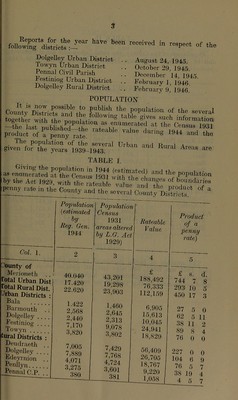 3
Reports for the year have been received in respect of the
following districts :—
Dolgelley Urban District .. August 24, 1945.
Towyn Urban District .. October 29, 1945.
Pennal Civil Parish .. December 14, 1945.
Festiniog Urban District .. February 1, 1946.
Dolgelley Rural District .. February 9, 1946.
POPULATION
It is now possible to publish the population of the several
County Districts and the following table gives such information
together with the population as enumerated at the Census 1931
—the last published—the rateable value during 1944 and the
product of a penny rate.
The population of the several Urban and Rural Areas are
given for the years 1939-1943.
TABLE I.
Giving the population in 1944 (estimated) and the population
as enumerated at the Census 1931 with the changes of boundaries
by the Act 1929, with the rateable value and the product of a
penny rate in the County and the several County Districts.
Total Population (estimated by Reg. Gen. 1944
Population Census 1931 areas altered by L.G. Act 1929)
Rateable Value
Product of a penny rate)
Col. 1. 2 3 4 5
£ £ s. d.
County of Merioneth .. 40,040 43,201 188,492 744 7 8
Total Urban Dist 17,420 19,298 76,333 293 10 5
Total Rural Dist. 22,620 23,903 112,159 450 17 3
Urban Districts :
Bala 1,422 1,460 6,905 27 3 0
Barmouth .. 2,568 2,645 15,613 62 5 11
Dolgelley .. 2,440 2,313 10,045 38 11 2
Festiniog .. 7,170 9,078 24,941 89 8 4
Towyn .. 3,820 3,802 18,829 76 0 0
Rural Districts :
Deudraeth .. 7,005 7,429 56,409 227 0 0
Dolgelley .. 7,889 7,768 26,705 104 6 9
Edeyrnion .. 4,071 4,724 18,767 76 5 7
Penllyn 3,275 3,601 9,229 38 19 4
Pennal C.P. .. 380 381 1,058 4 5 7